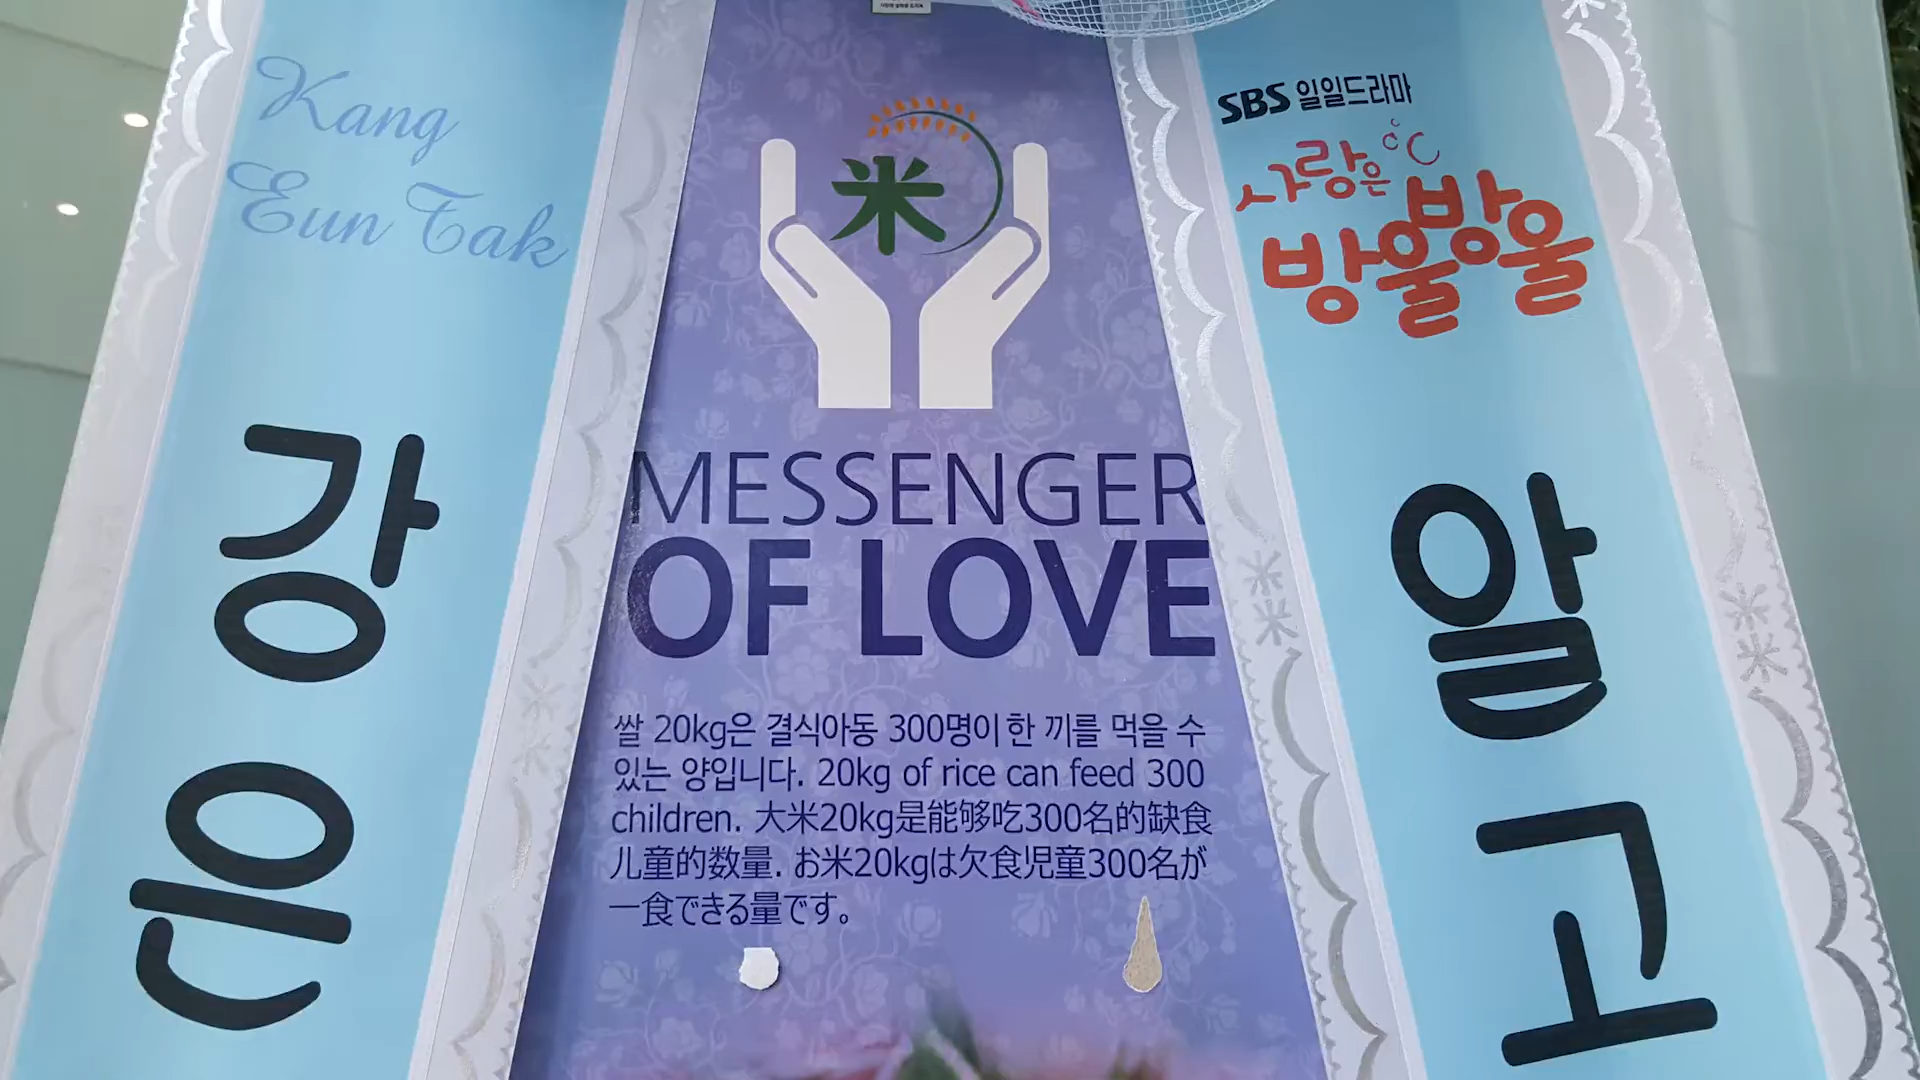 Kang
Eun Tak
강
은
米
MESSENGER
OF LOVE
쌀 20kg은 결식아동 300명이 한 끼를 먹을 수
있는 양입니다. 20kg of rice can feed 300
children. 大米20kg是能够吃300名的缺食
儿童的数量. お米20kgは欠食児童300名が
一食できる量です。
SBS 일일드라마
사랑은
방울방울
알
고